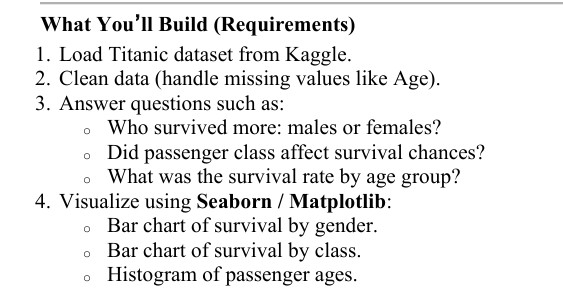 What You'll Build (Requirements)
1. Load Titanic dataset from Kaggle.
2. Clean data (handle missing values like Age).
3. Answer questions such as:
o Who survived more: males or females?
o Did passenger class affect survival chances?
o What was the survival rate by age group?
4. Visualize using Seaborn / Matplotlib:
o Bar chart of survival by gender.
o Bar chart of survival by class.
o Histogram of passenger ages.